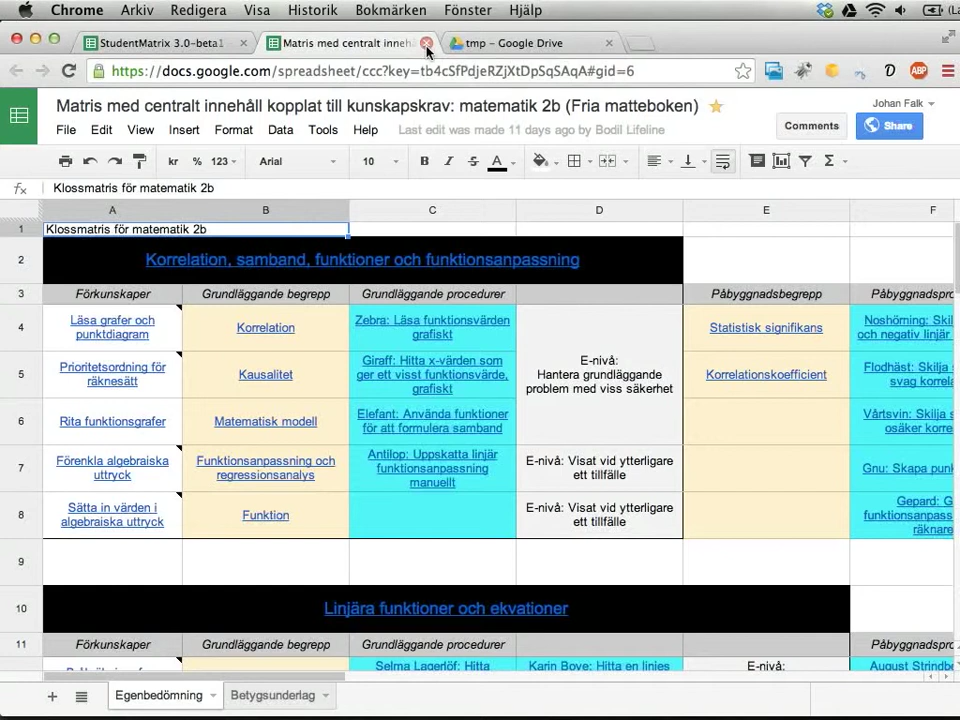 Chrome Arkiv Redigera Visa Historik Bokmärken Fönster Hjälp
StudentMatrix 3.0-beta1
Matris med centralt inneh
tmp – Google Drive
https://docs.google.com/spreadsheet/ccc?key=tb4cSfPdjeRZjXtDpSqSAqA#gid=6
ABP
Matris med centralt innehåll kopplat till kunskapskrav: matematik 2b (Fria matteboken)
Johan Falk
File Edit View Insert Format Data Tools Help Last edit was made 11 days ago by Bodil Lifeline
Comments
Share
kr % 123 Arial 10 B I S A Σ
fx Klossmatris för matematik 2b
A B C D E F
1 Klossmatris för matematik 2b
2 Korrelation, samband, funktioner och funktionsanpassning
3 Förkunskaper Grundläggande begrepp Grundläggande procedurer Påbyggnadsbegrepp Påbyggnadspro
4 Läsa grafer och punktdiagram
Korrelation
Zebra: Läsa funktionsvärden grafiskt
E-nivå:
Hantera grundläggande
problem med viss säkerhet
Statistisk signifikans
Noshörning: Skil
och negativ linjär
5 Prioritetsordning för räknesätt
Kausalitet
Giraff: Hitta x-värden som
ger ett visst funktionsvärde,
grafiskt
Korrelationskoefficient
Flodhäst: Skilja
svag korrela
6 Rita funktionsgrafer
Matematisk modell
Elefant: Använda funktioner
för att formulera samband
Vårtsvin: Skilja s
osäker korre
7 Förenkla algebraiska
uttryck
Funktionsanpassning och
regressionsanalys
Antilop: Uppskatta linjär
funktionsanpassning
manuellt
E-nivå: Visat vid ytterligare
ett tillfälle
Gnu: Skapa punk
8 Sätta in värden i
algebraiska uttryck
Funktion
E-nivå: Visat vid ytterligare
ett tillfälle
Gepard: G
funktionsanpass
räknare
9
10 Linjära funktioner och ekvationer
11 Förkunskaper Grundläggande begrepp Grundläggande procedurer Påbyggnadspro
Selma Lagerlöf: Hitta
Karin Boye: Hitta en linjes
E-nivå:
August Strindbe
Egenbedömning
Betygsunderlag